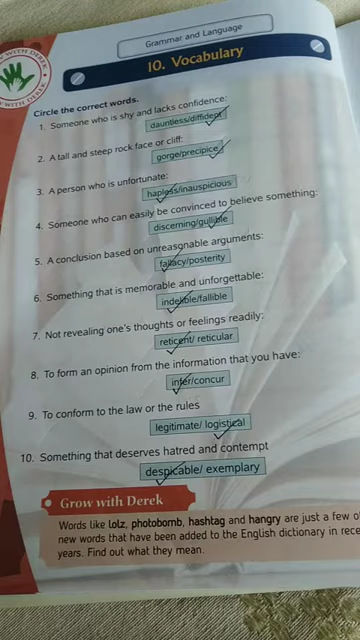 Grammar and Language
WITH DEREK
WITH DEREK
10. Vocabulary
Circle the correct words.
1. Someone who is shy and lacks confidence:
dauntless/diffident
2. A tall and steep rock face or cliff:
gorge/precipice
3. A person who is unfortunate:
hapless/inauspicious
4. Someone who can easily be convinced to believe something:
discerning/gullible
5. A conclusion based on unreasonable arguments:
fallacy/posterity
6. Something that is memorable and unforgettable:
indelible/fallible
7. Not revealing one's thoughts or feelings readily:
reticent/ reticular
8. To form an opinion from the information that you have:
infer/concur
9. To conform to the law or the rules
legitimate/ logistical
10. Something that deserves hatred and contempt
despicable/ exemplary
Grow with Derek
Words like lolz, photobomb, hashtag and hangry are just a few
new words that have been added to the English dictionary in
years. Find out what they mean.